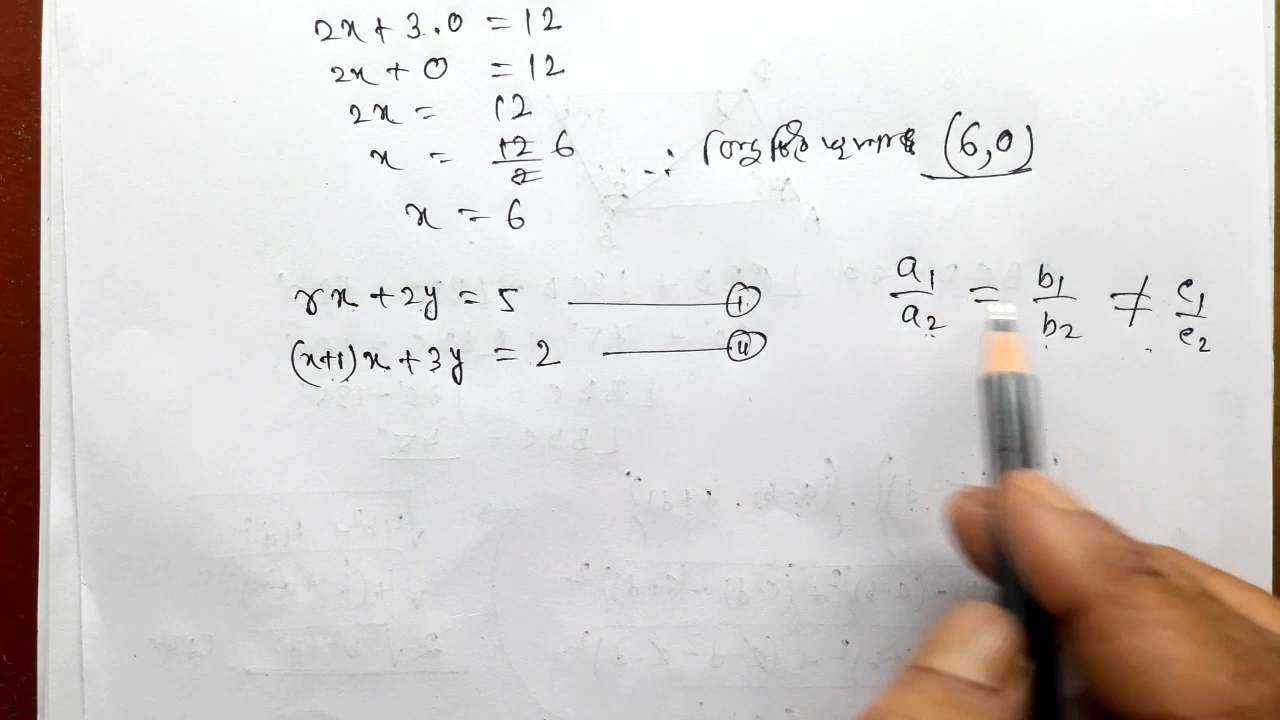 2x + 3.0 = 12
2x + 0 = 12
2x = 12
x = 12/2 6
∴ (6,0)
x = 6
rx + 2y = 5 ——— (i)
(r+1)x + 3y = 2 ——— (ii)
a₁/a₂ = b₁/b₂ ≠ c₁/c₂